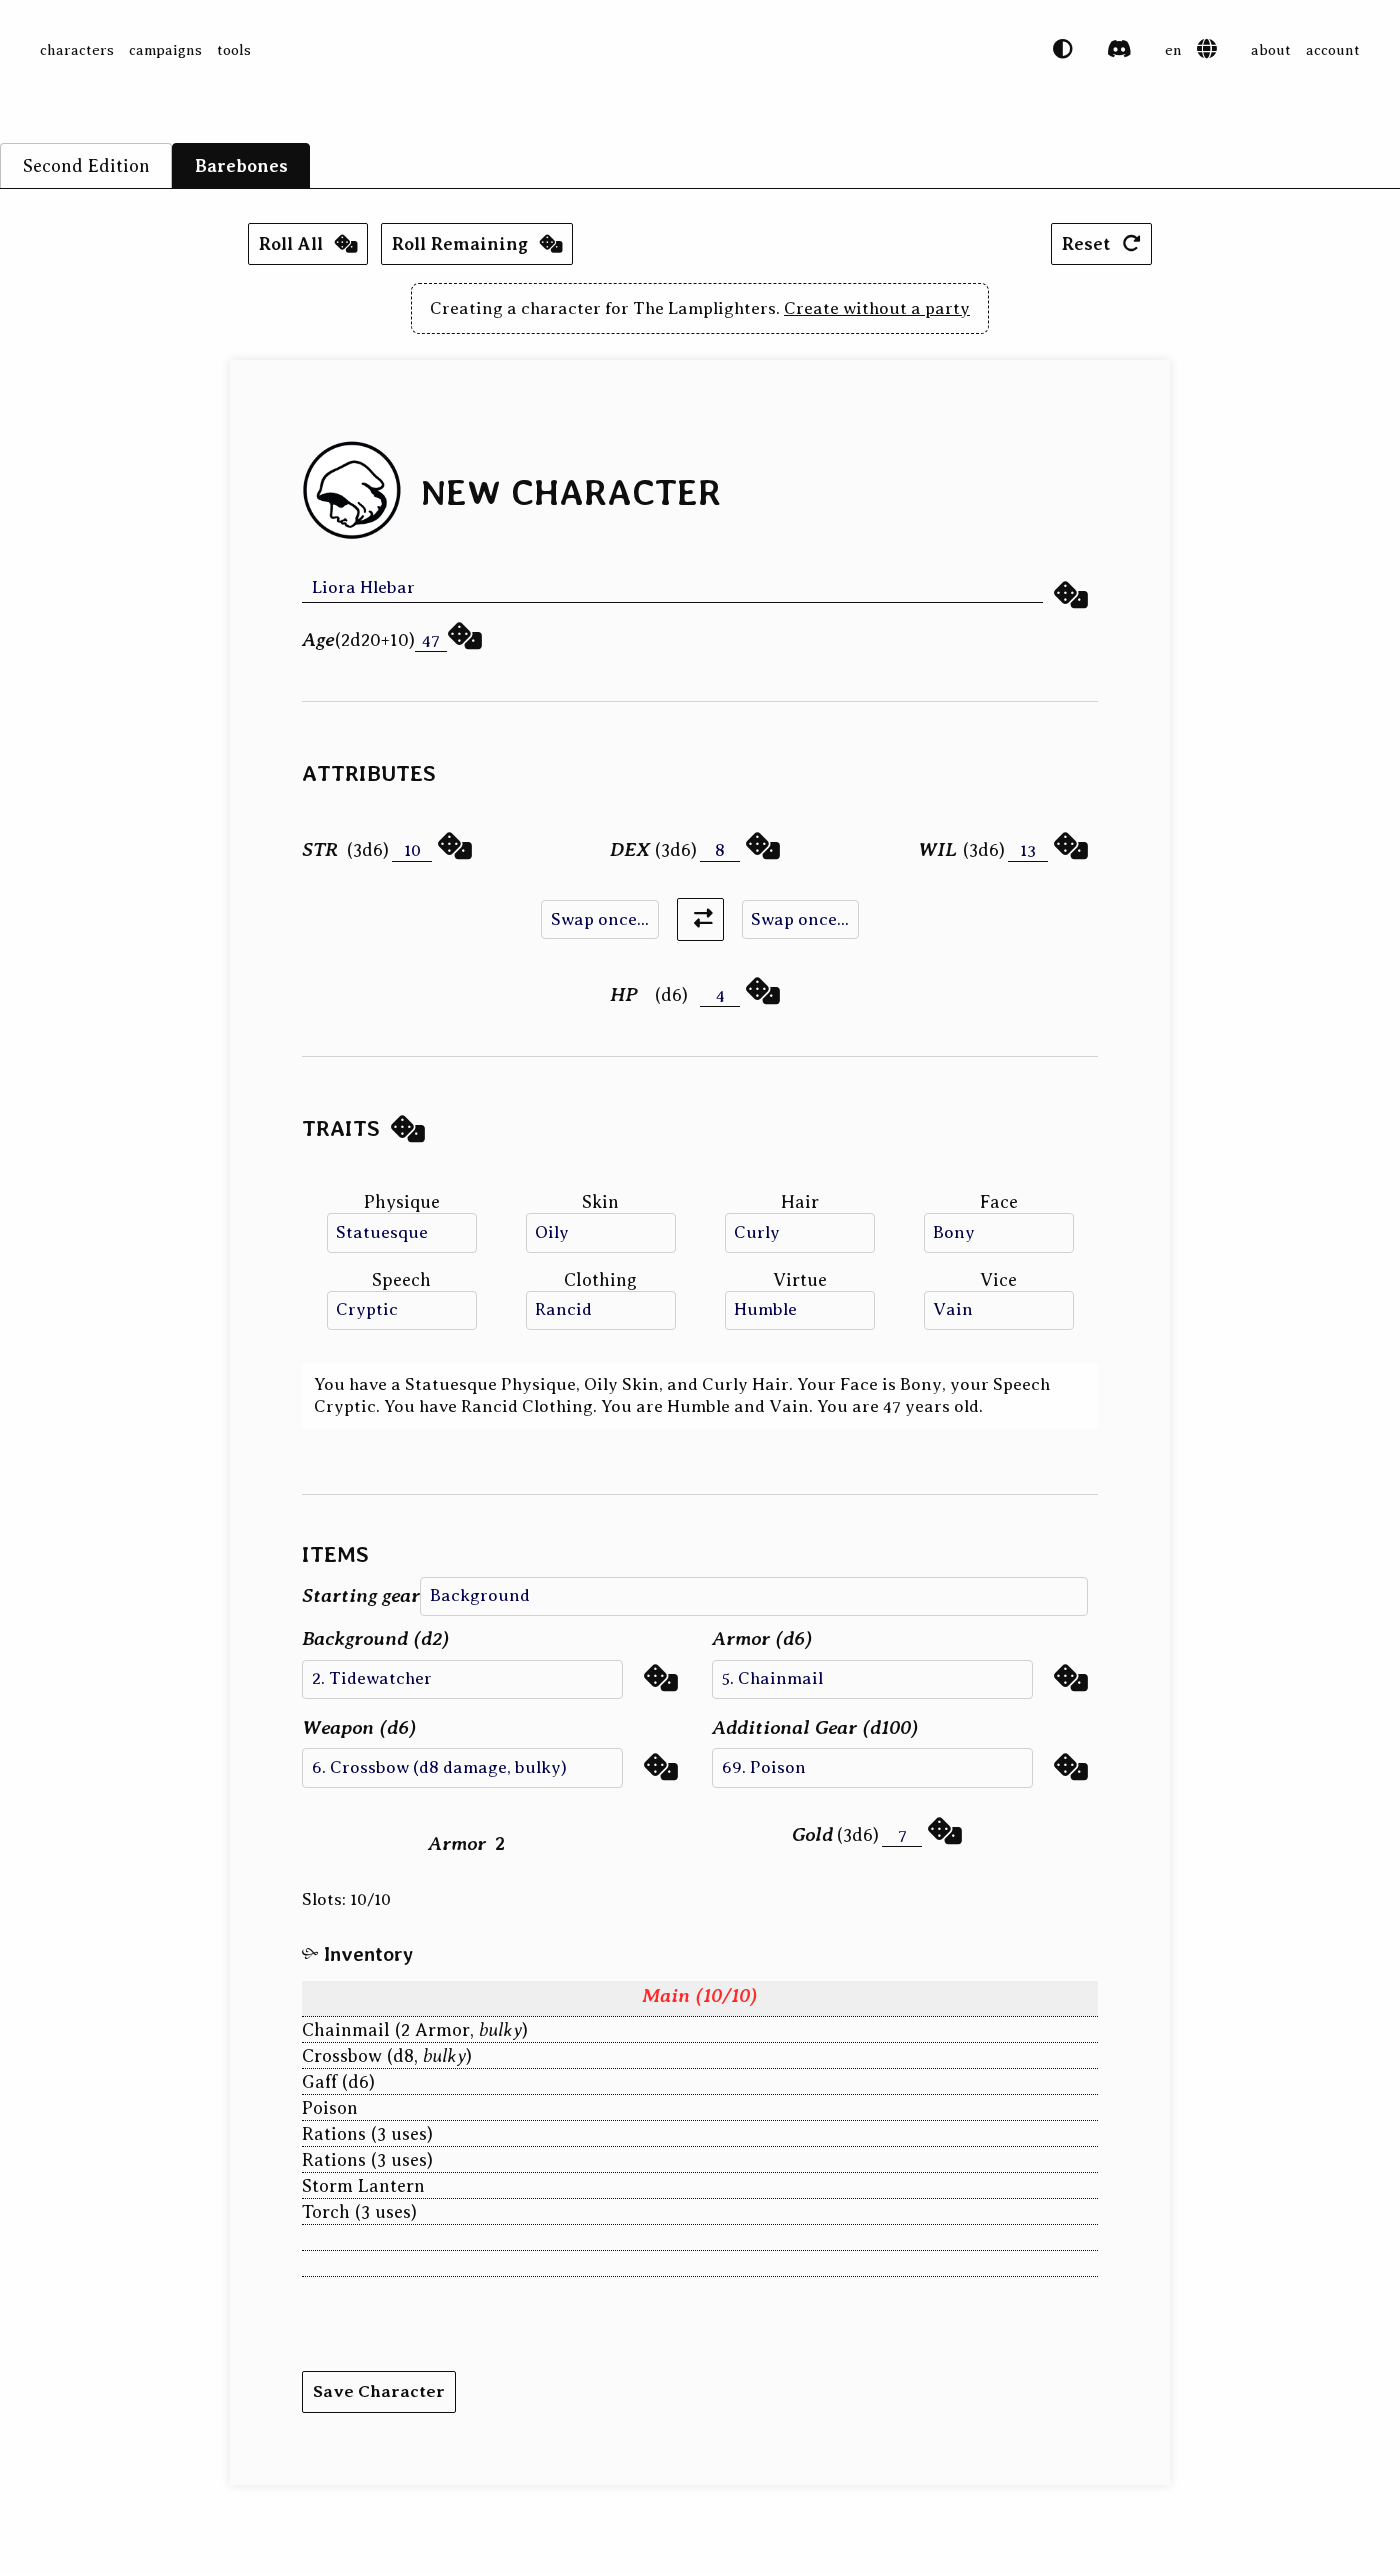 characters campaigns tools en about account
Second Edition Barebones
Roll All Roll Remaining Reset
Creating a character for The Lamplighters. Create without a party
NEW CHARACTER
Liora Hlebar
Age(2d20+10) 47
ATTRIBUTES
STR (3d6) 10 DEX (3d6) 8 WIL (3d6) 13
Swap once... Swap once...
HP (d6) 4
TRAITS
Physique Skin Hair Face
Statuesque Oily Curly Bony
Speech Clothing Virtue Vice
Cryptic Rancid Humble Vain
You have a Statuesque Physique, Oily Skin, and Curly Hair. Your Face is Bony, your Speech
Cryptic. You have Rancid Clothing. You are Humble and Vain. You are 47 years old.
ITEMS
Starting gear Background
Background (d2) Armor (d6)
2. Tidewatcher 5. Chainmail
Weapon (d6) Additional Gear (d100)
6. Crossbow (d8 damage, bulky) 69. Poison
Armor 2 Gold (3d6) 7
Slots: 10/10
Inventory
Main (10/10)
Chainmail (2 Armor, bulky)
Crossbow (d8, bulky)
Gaff (d6)
Poison
Rations (3 uses)
Rations (3 uses)
Storm Lantern
Torch (3 uses)
Save Character